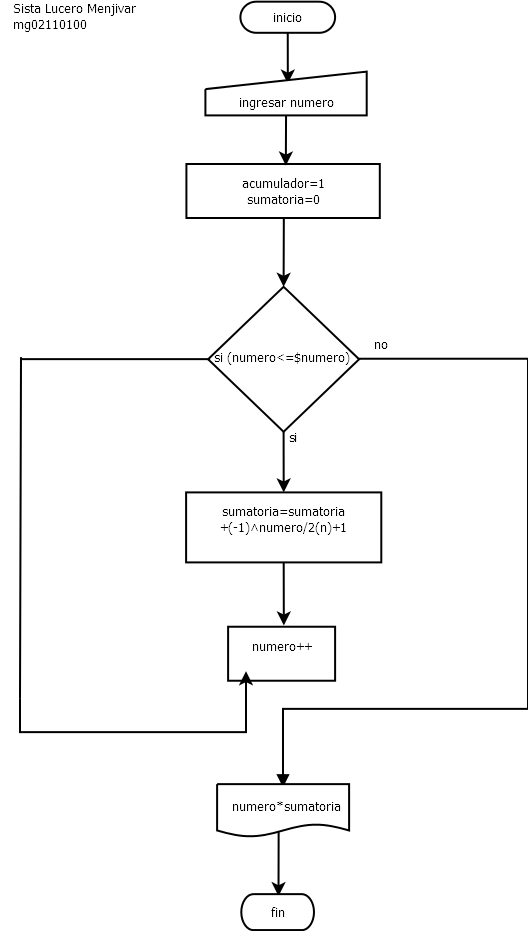 Sista Lucero Menjivar
mg02110100
inicio
ingresar numero
acumulador=1
sumatoria=0
si (numero<=$numero)
no
si
sumatoria=sumatoria
+(-1)^numero/2(n)+1
numero++
numero*sumatoria
fin